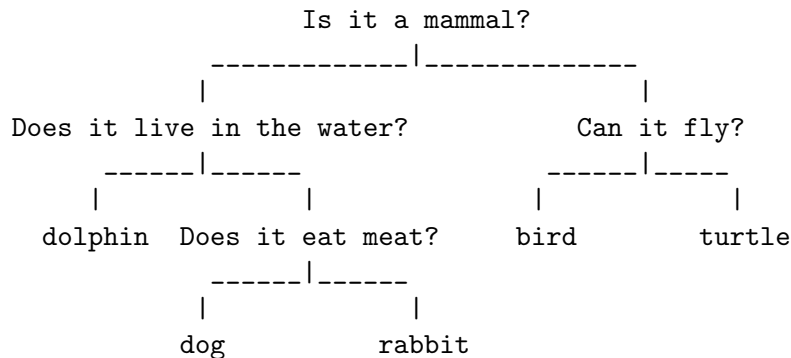 Is it a mammal?
Does it live in the water? Can it fly?
dolphin Does it eat meat? bird turtle
dog rabbit